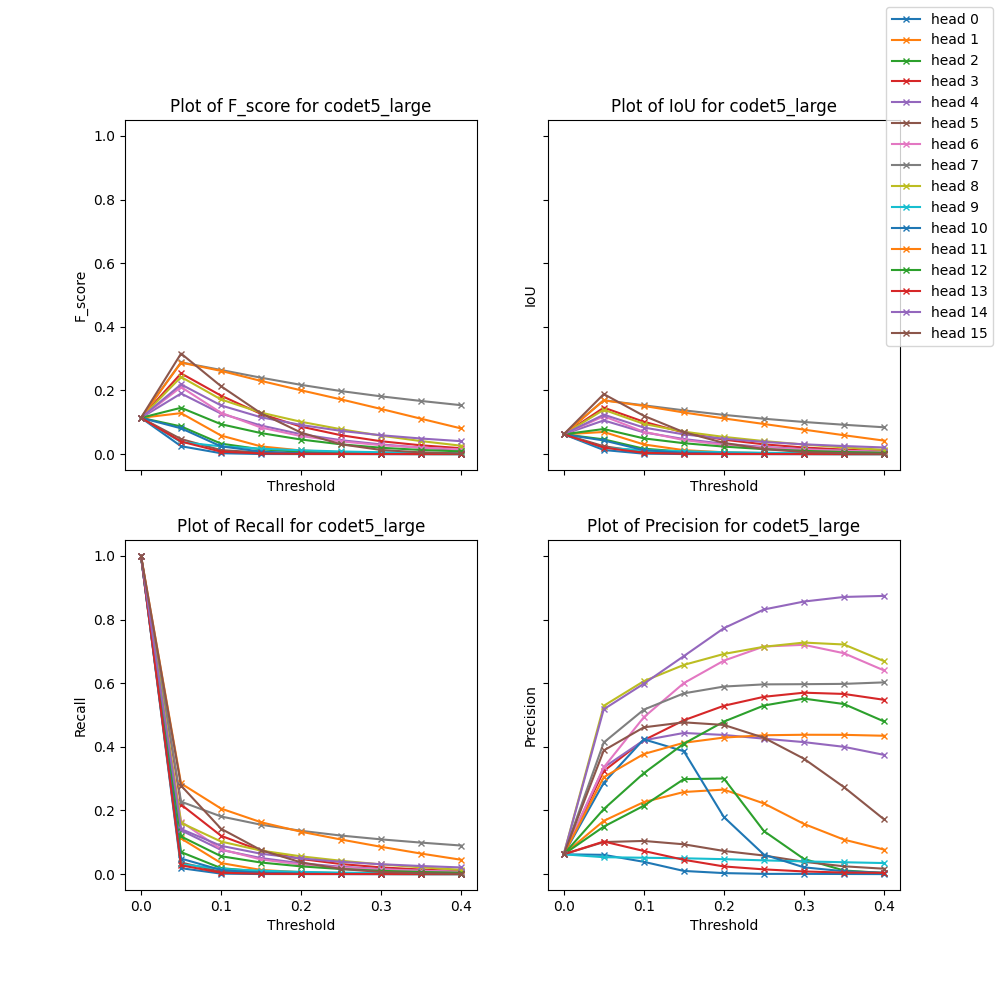 head 0
head 1
head 2
head 3
head 4
head 5
head 6
head 7
head 8
head 9
head 10
head 11
head 12
head 13
head 14
head 15
Plot of F_score for codet5_large
1.0
0.8
0.6
0.4
0.2
0.0
F_score
Threshold
Plot of IoU for codet5_large
IoU
Threshold
Plot of Recall for codet5_large
1.0
0.8
0.6
0.4
0.2
0.0
Recall
0.0 0.1 0.2 0.3 0.4
Threshold
Plot of Precision for codet5_large
Precision
0.0 0.1 0.2 0.3 0.4
Threshold